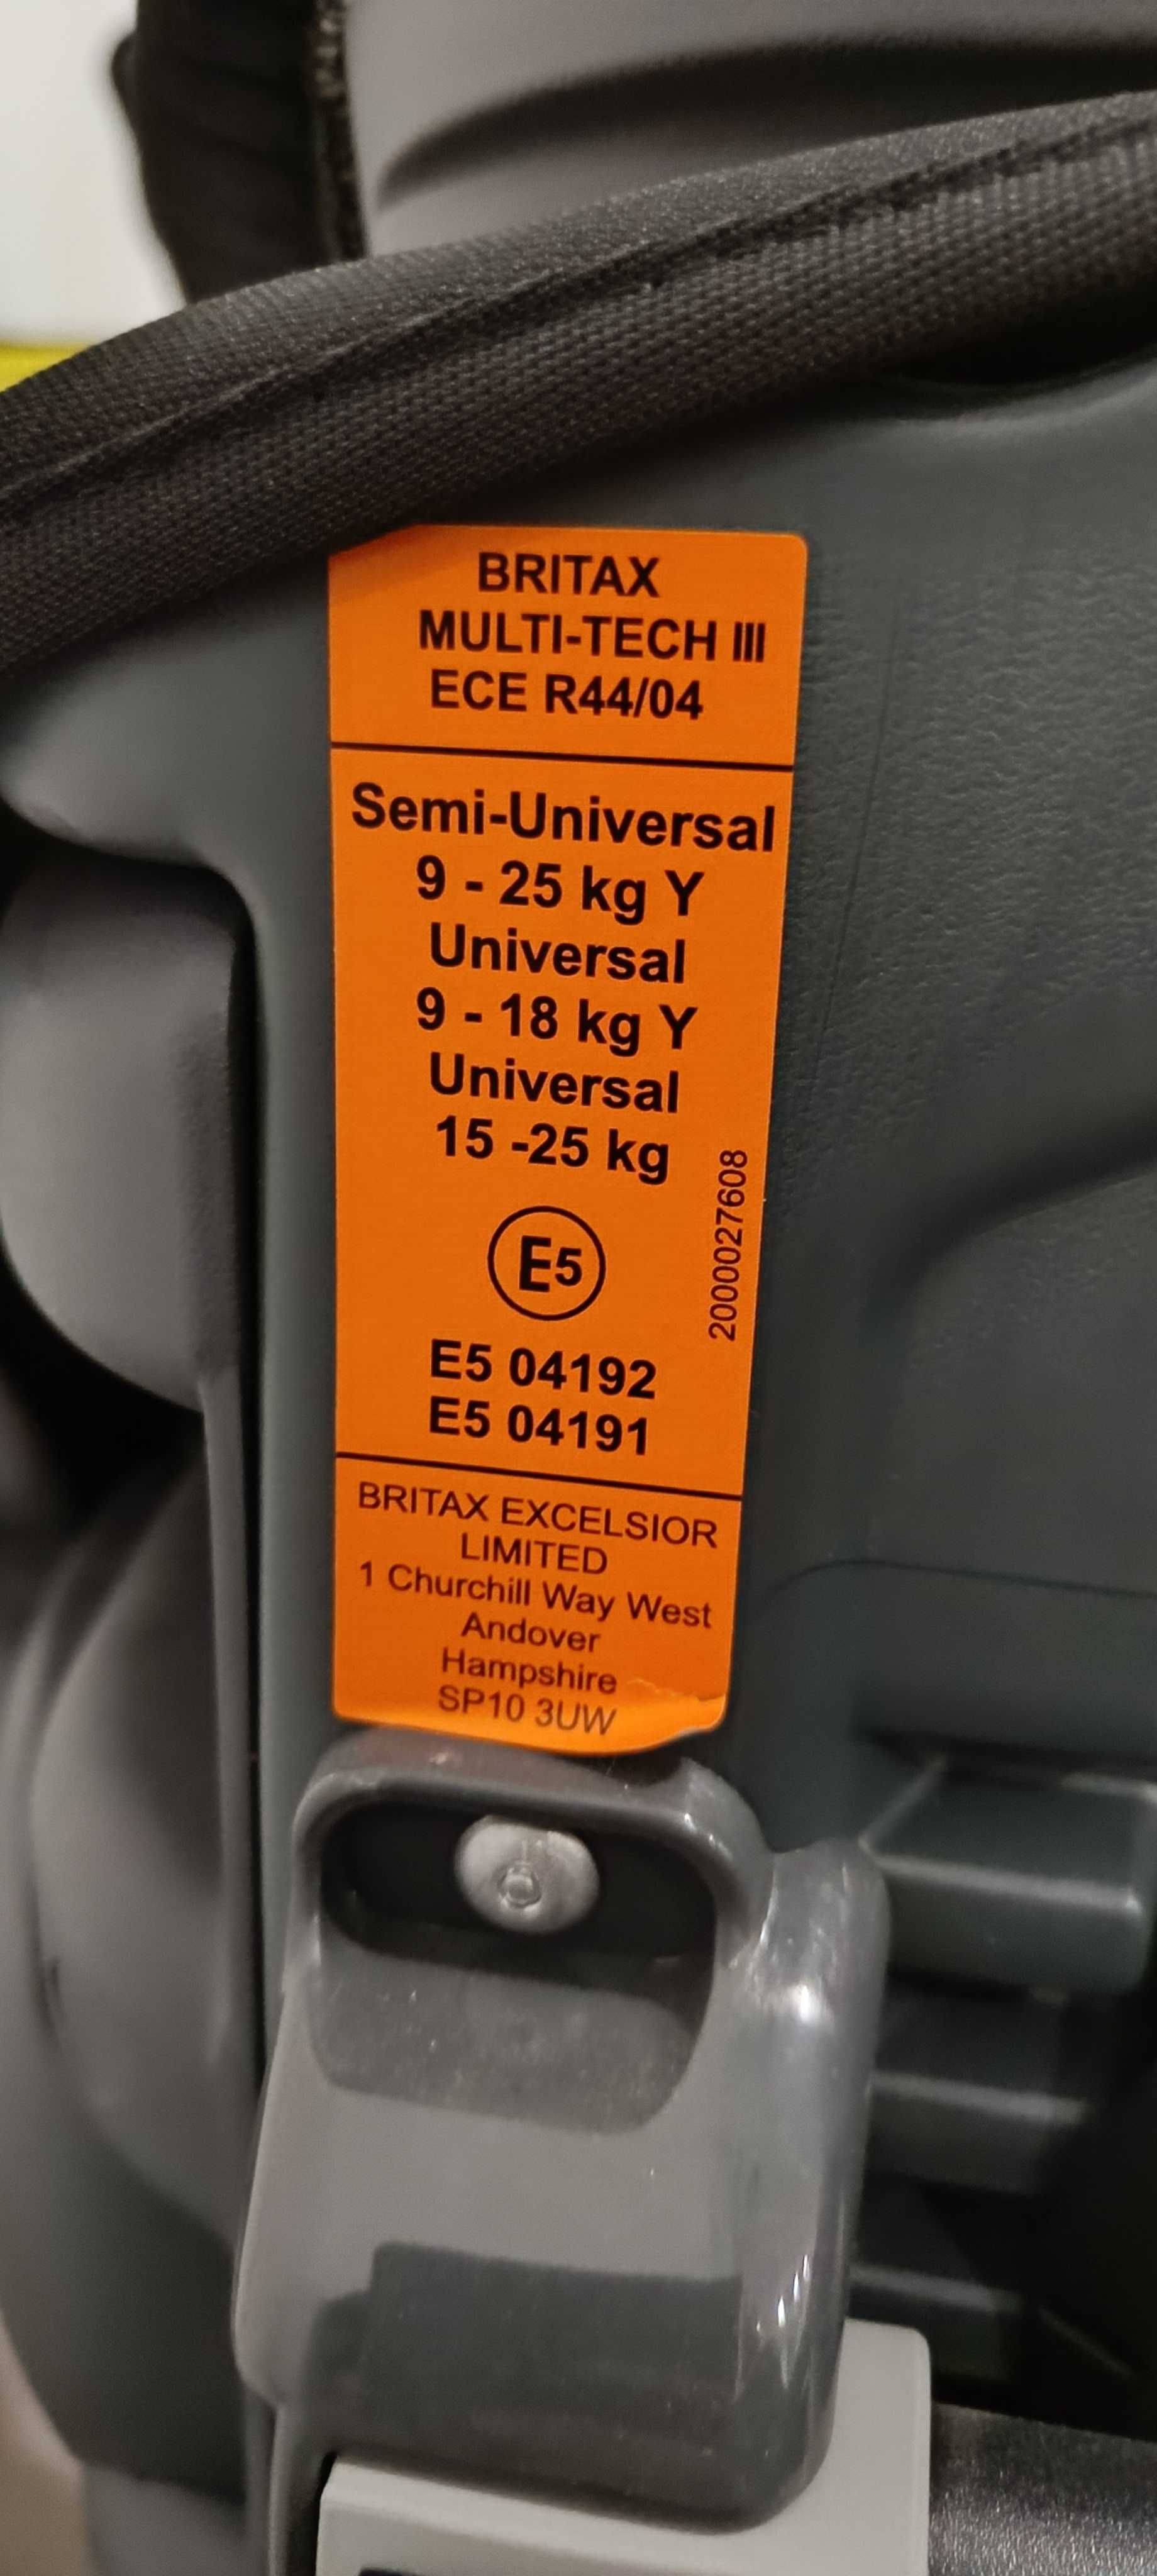 BRITAX
MULTI-TECH III
ECE R44/04
Semi-Universal
9 - 25 kg Y
Universal
9 - 18 kg Y
Universal
15 -25 kg
2000027608
E5
E5 04192
E5 04191
BRITAX EXCELSIOR
LIMITED
1 Churchill Way West
Andover
Hampshire
SP10 3UW